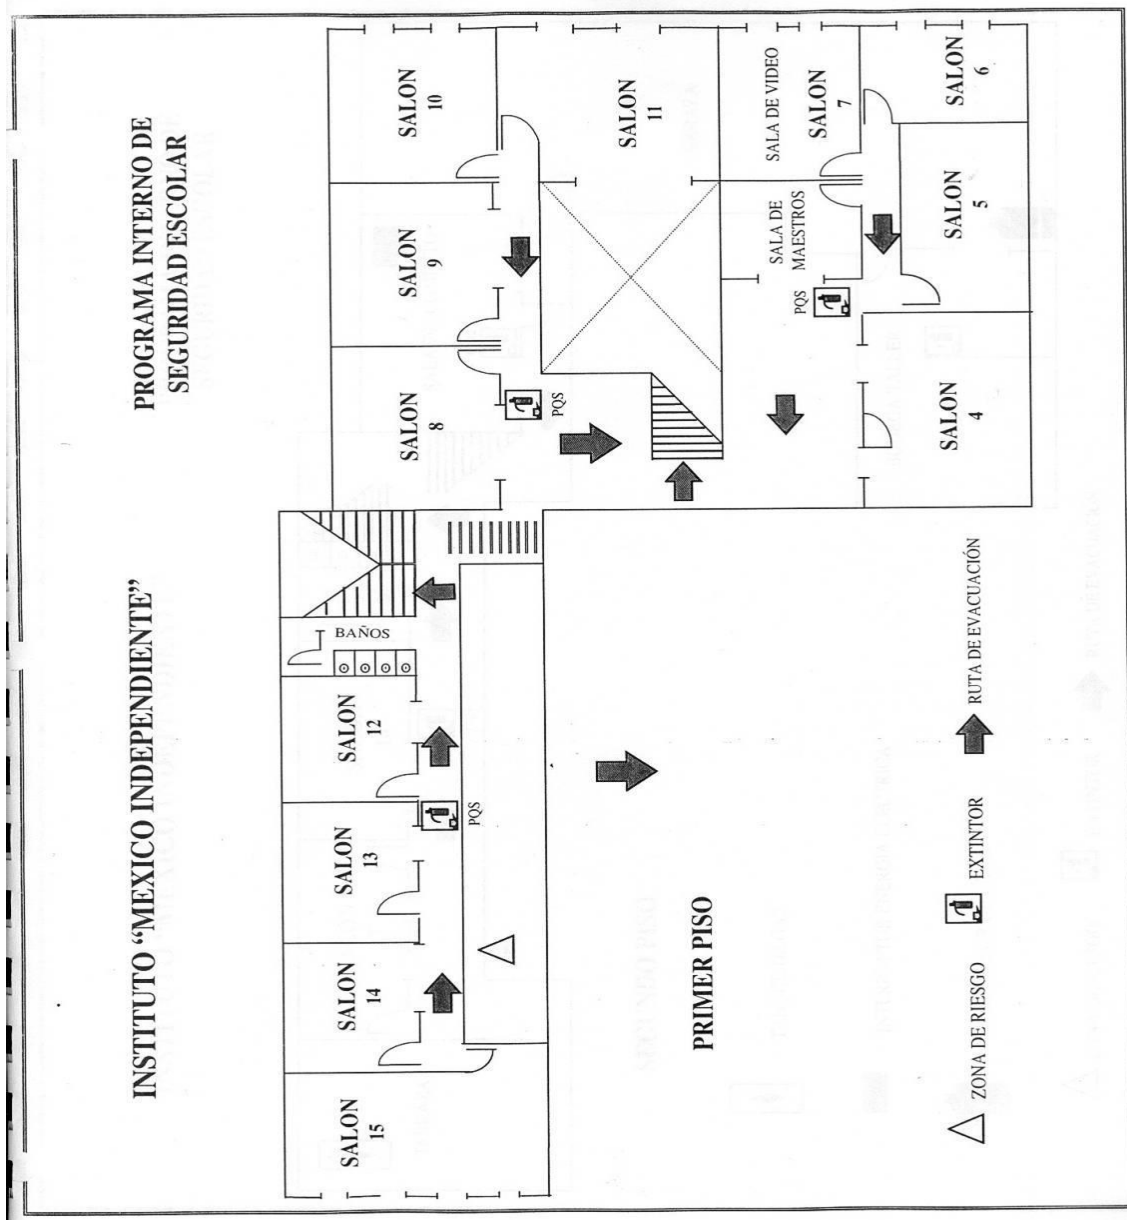 INSTITUTO “MEXICO INDEPENDIENTE”
PROGRAMA INTERNO DE
SEGURIDAD ESCOLAR
SALON
15
SALON
14
SALON
13
SALON
12
BAÑOS
PQS
SALON
8
SALON
9
SALON
10
PQS
SALON
11
SALA DE VIDEO
SALON
7
SALA DE
MAESTROS
PQS
SALON
6
SALON
5
SALON
4
PRIMER PISO
ZONA DE RIESGO
EXTINTOR
RUTA DE EVACUACIÓN